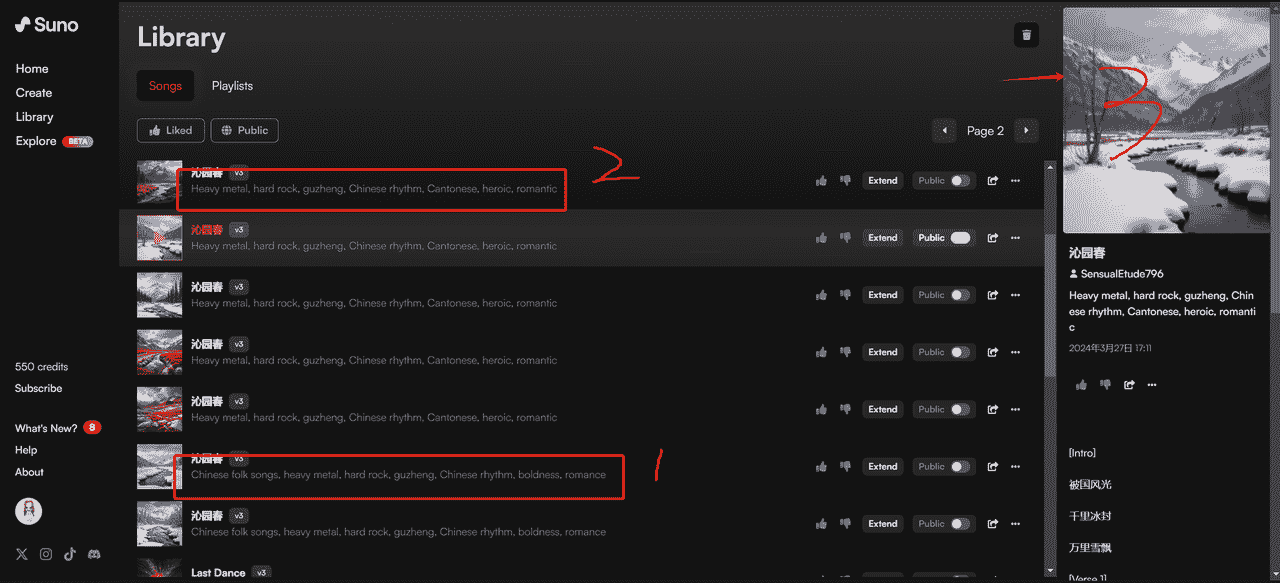 Suno
Home
Create
Library
Explore BETA
550 credits
Subscribe
What's New? 8
Help
About
Library
Songs Playlists
Liked Public
Page 2
沁园春 v3
Heavy metal, hard rock, guzheng, Chinese rhythm, Cantonese, heroic, romantic
Extend Public
2
沁园春 v3
Heavy metal, hard rock, guzheng, Chinese rhythm, Cantonese, heroic, romantic
Extend Public
沁园春 v3
Heavy metal, hard rock, guzheng, Chinese rhythm, Cantonese, heroic, romantic
Extend Public
沁园春 v3
Heavy metal, hard rock, guzheng, Chinese rhythm, Cantonese, heroic, romantic
Extend Public
沁园春 v3
Heavy metal, hard rock, guzheng, Chinese rhythm, Cantonese, heroic, romantic
Extend Public
沁园春 v3
Chinese folk songs, heavy metal, hard rock, guzheng, Chinese rhythm, boldness, romance
Extend Public
1
沁园春 v3
Chinese folk songs, heavy metal, hard rock, guzheng, Chinese rhythm, boldness, romance
Extend Public
Last Dance v3
3
沁园春
SensualEtude796
Heavy metal, hard rock, guzheng, Chin
ese rhythm, Cantonese, heroic, romanti
c
2024年3月27日 17:11
[Intro]
被国风光
千里冰封
万里雪飘
[Verse 1]